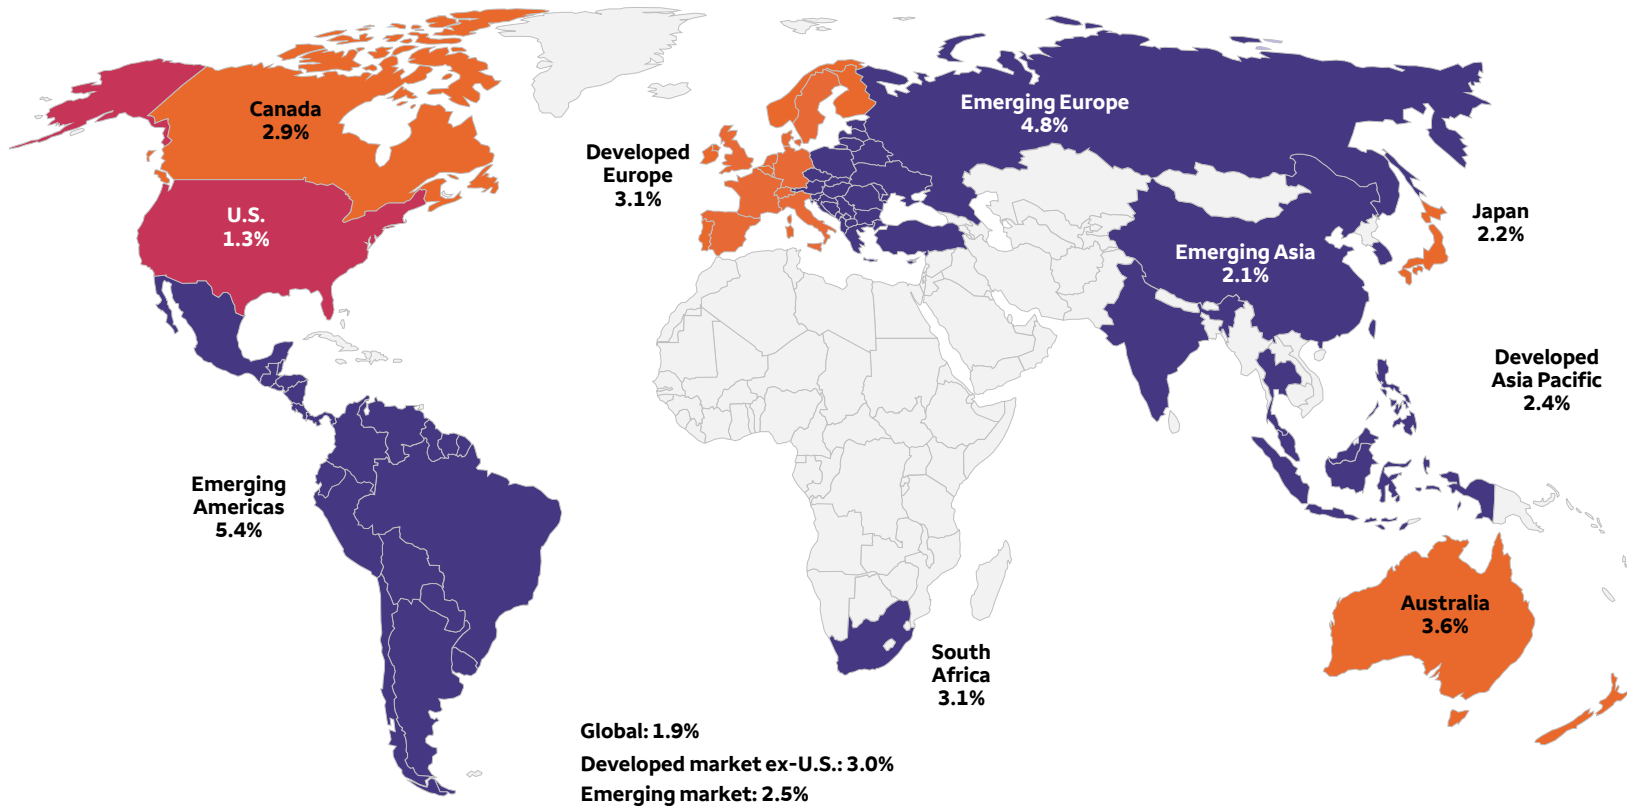 Canada
2.9%
U.S.
1.3%
Emerging
Americas
5.4%
Developed
Europe
3.1%
Emerging Europe
4.8%
Emerging Asia
2.1%
Japan
2.2%
Developed
Asia Pacific
2.4%
Australia
3.6%
South
Africa
3.1%
Global: 1.9%
Developed market ex-U.S.: 3.0%
Emerging market: 2.5%